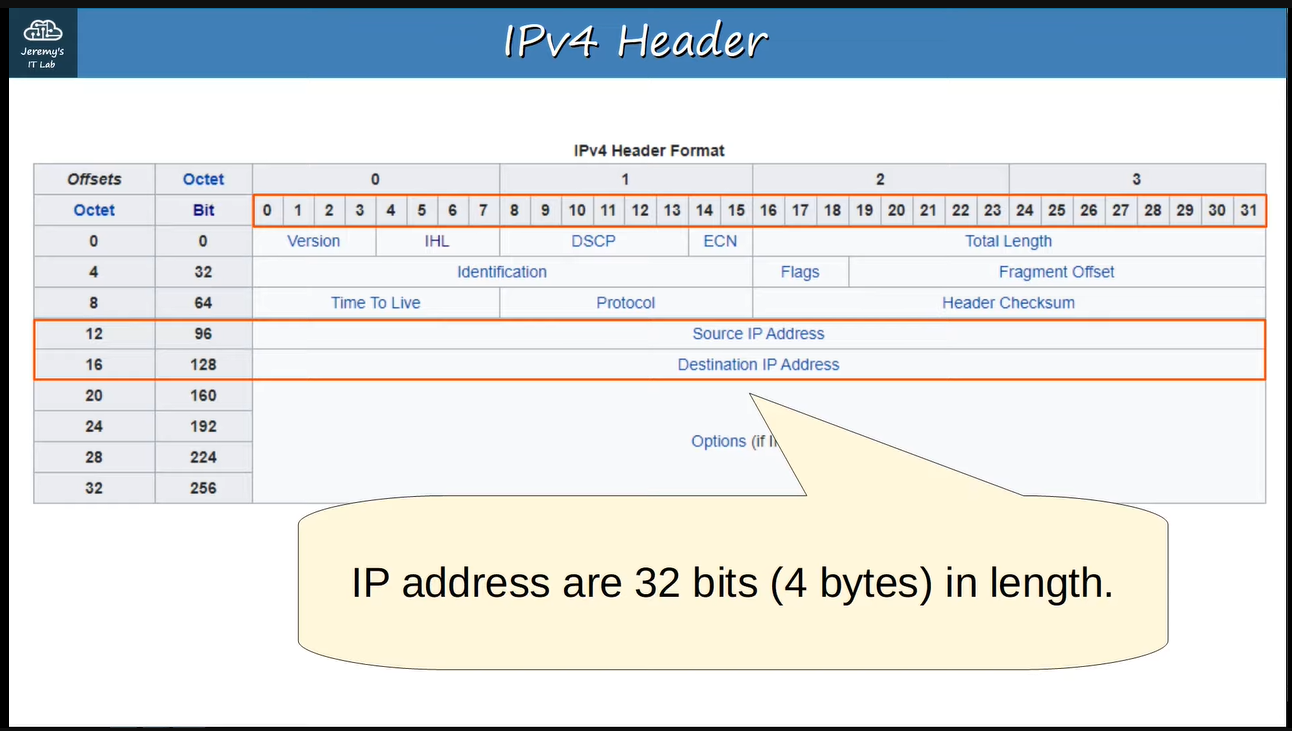 Jeremy's
IT Lab
IPv4 Header
IPv4 Header Format
Offsets Octet 0 1 2 3
Octet Bit 0 1 2 3 4 5 6 7 8 9 10 11 12 13 14 15 16 17 18 19 20 21 22 23 24 25 26 27 28 29 30 31
0 0 Version IHL DSCP ECN Total Length
4 32 Identification Flags Fragment Offset
8 64 Time To Live Protocol Header Checksum
12 96 Source IP Address
16 128 Destination IP Address
20 160
24 192
Options (if
28 224
32 256
IP address are 32 bits (4 bytes) in length.